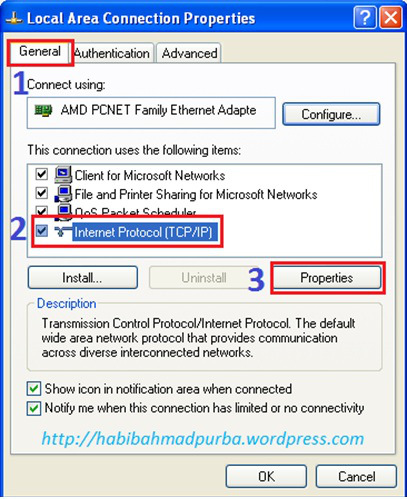 Local Area Connection Properties
General
Authentication
Advanced
1
Connect using:
AMD PCNET Family Ethernet Adapte
Configure...
This connection uses the following items:
Client for Microsoft Networks
File and Printer Sharing for Microsoft Networks
QoS Packet Scheduler
2
Internet Protocol (TCP/IP)
Install...
Uninstall
3
Properties
Description
Transmission Control Protocol/Internet Protocol. The default
wide area network protocol that provides communication
across diverse interconnected networks.
Show icon in notification area when connected
Notify me when this connection has limited or no connectivity
http://habibahmadpurba.wordpress.com
OK
Cancel